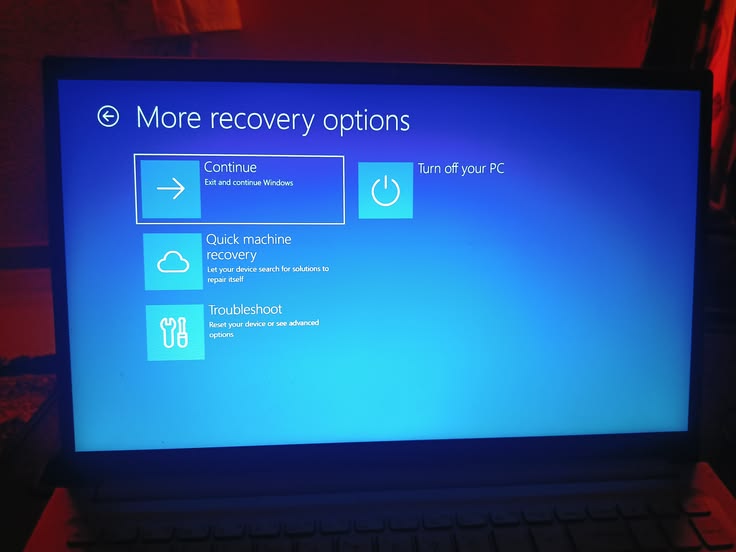 More recovery options
Continue
Exit and continue Windows
Turn off your PC
Quick machine
recovery
Let your device search for solutions to
repair itself
Troubleshoot
Reset your device or see advanced
options